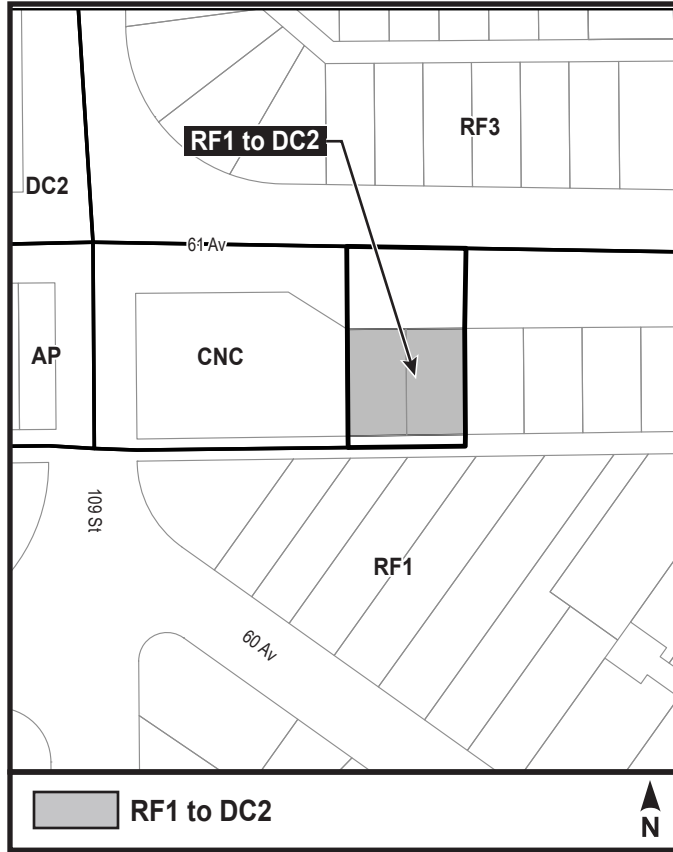 RF3
RF1 to DC2
DC2
61 Av
AP
CNC
109 St
RF1
60 Av
RF1 to DC2
N